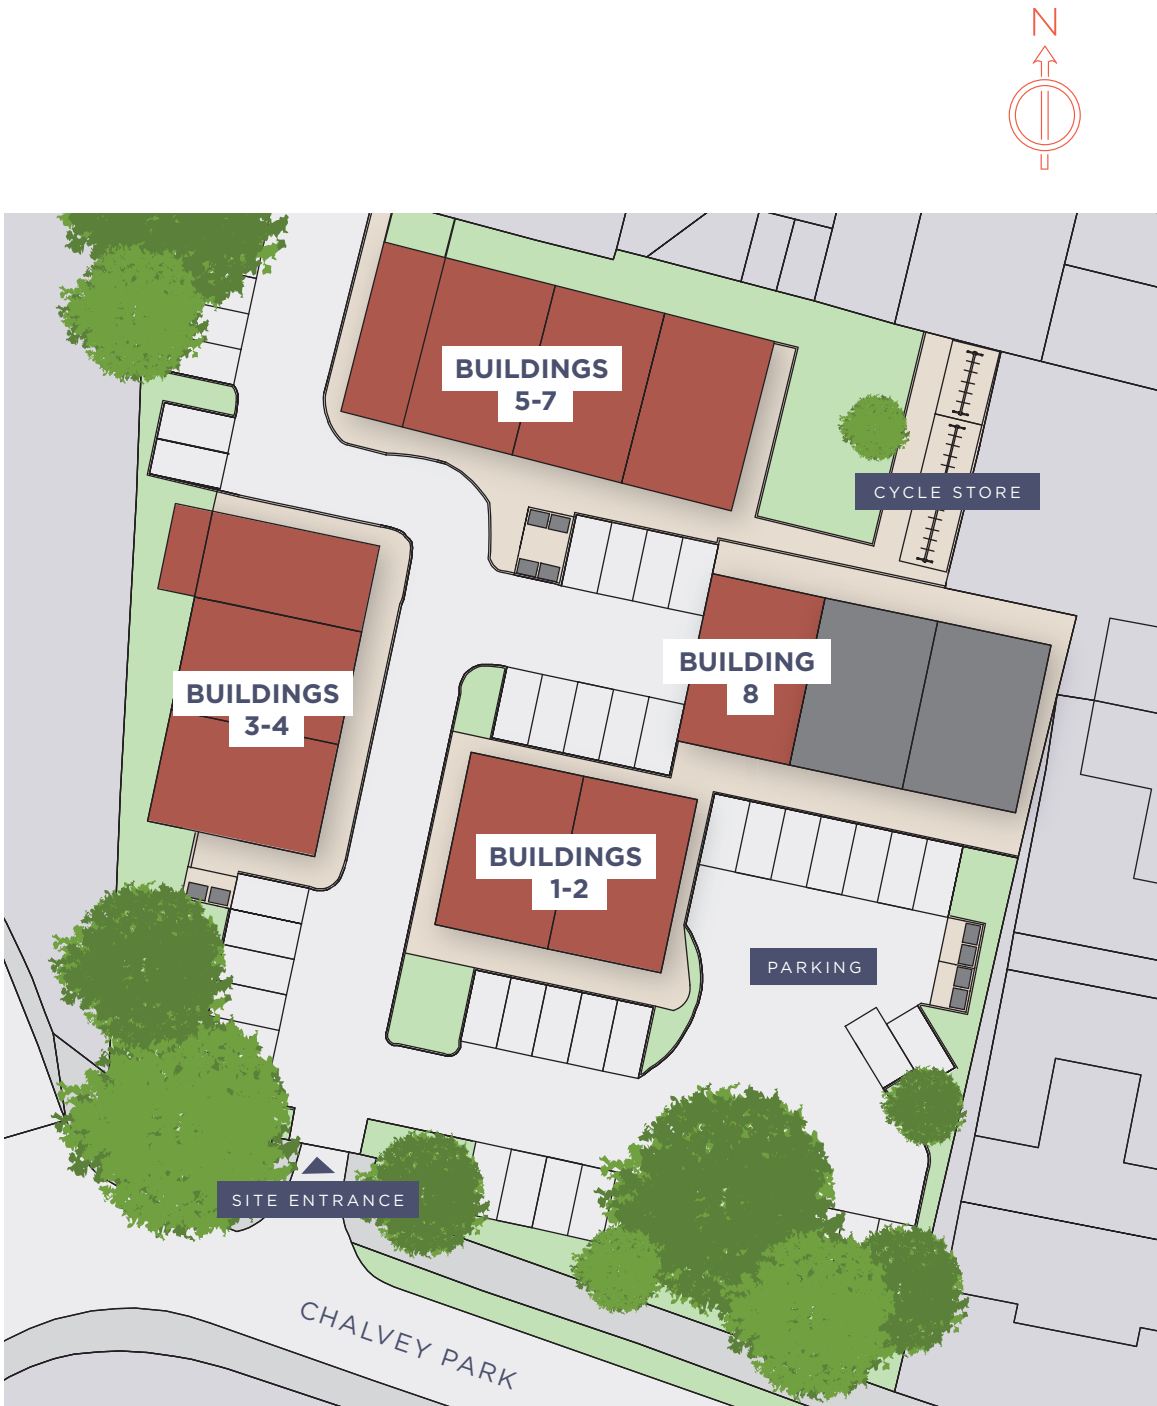 N
BUILDINGS
5-7
CYCLE STORE
BUILDING
8
BUILDINGS
3-4
BUILDINGS
1-2
PARKING
SITE ENTRANCE
CHALVEY PARK